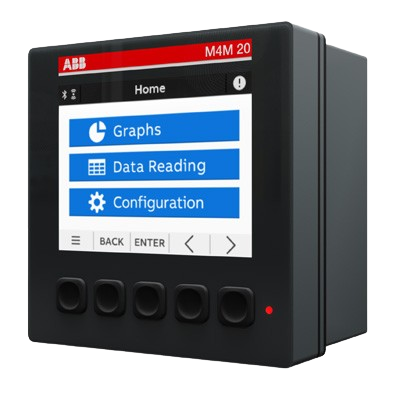 ABB
M4M 20
Home
Graphs
Data Reading
Configuration
BACK ENTER